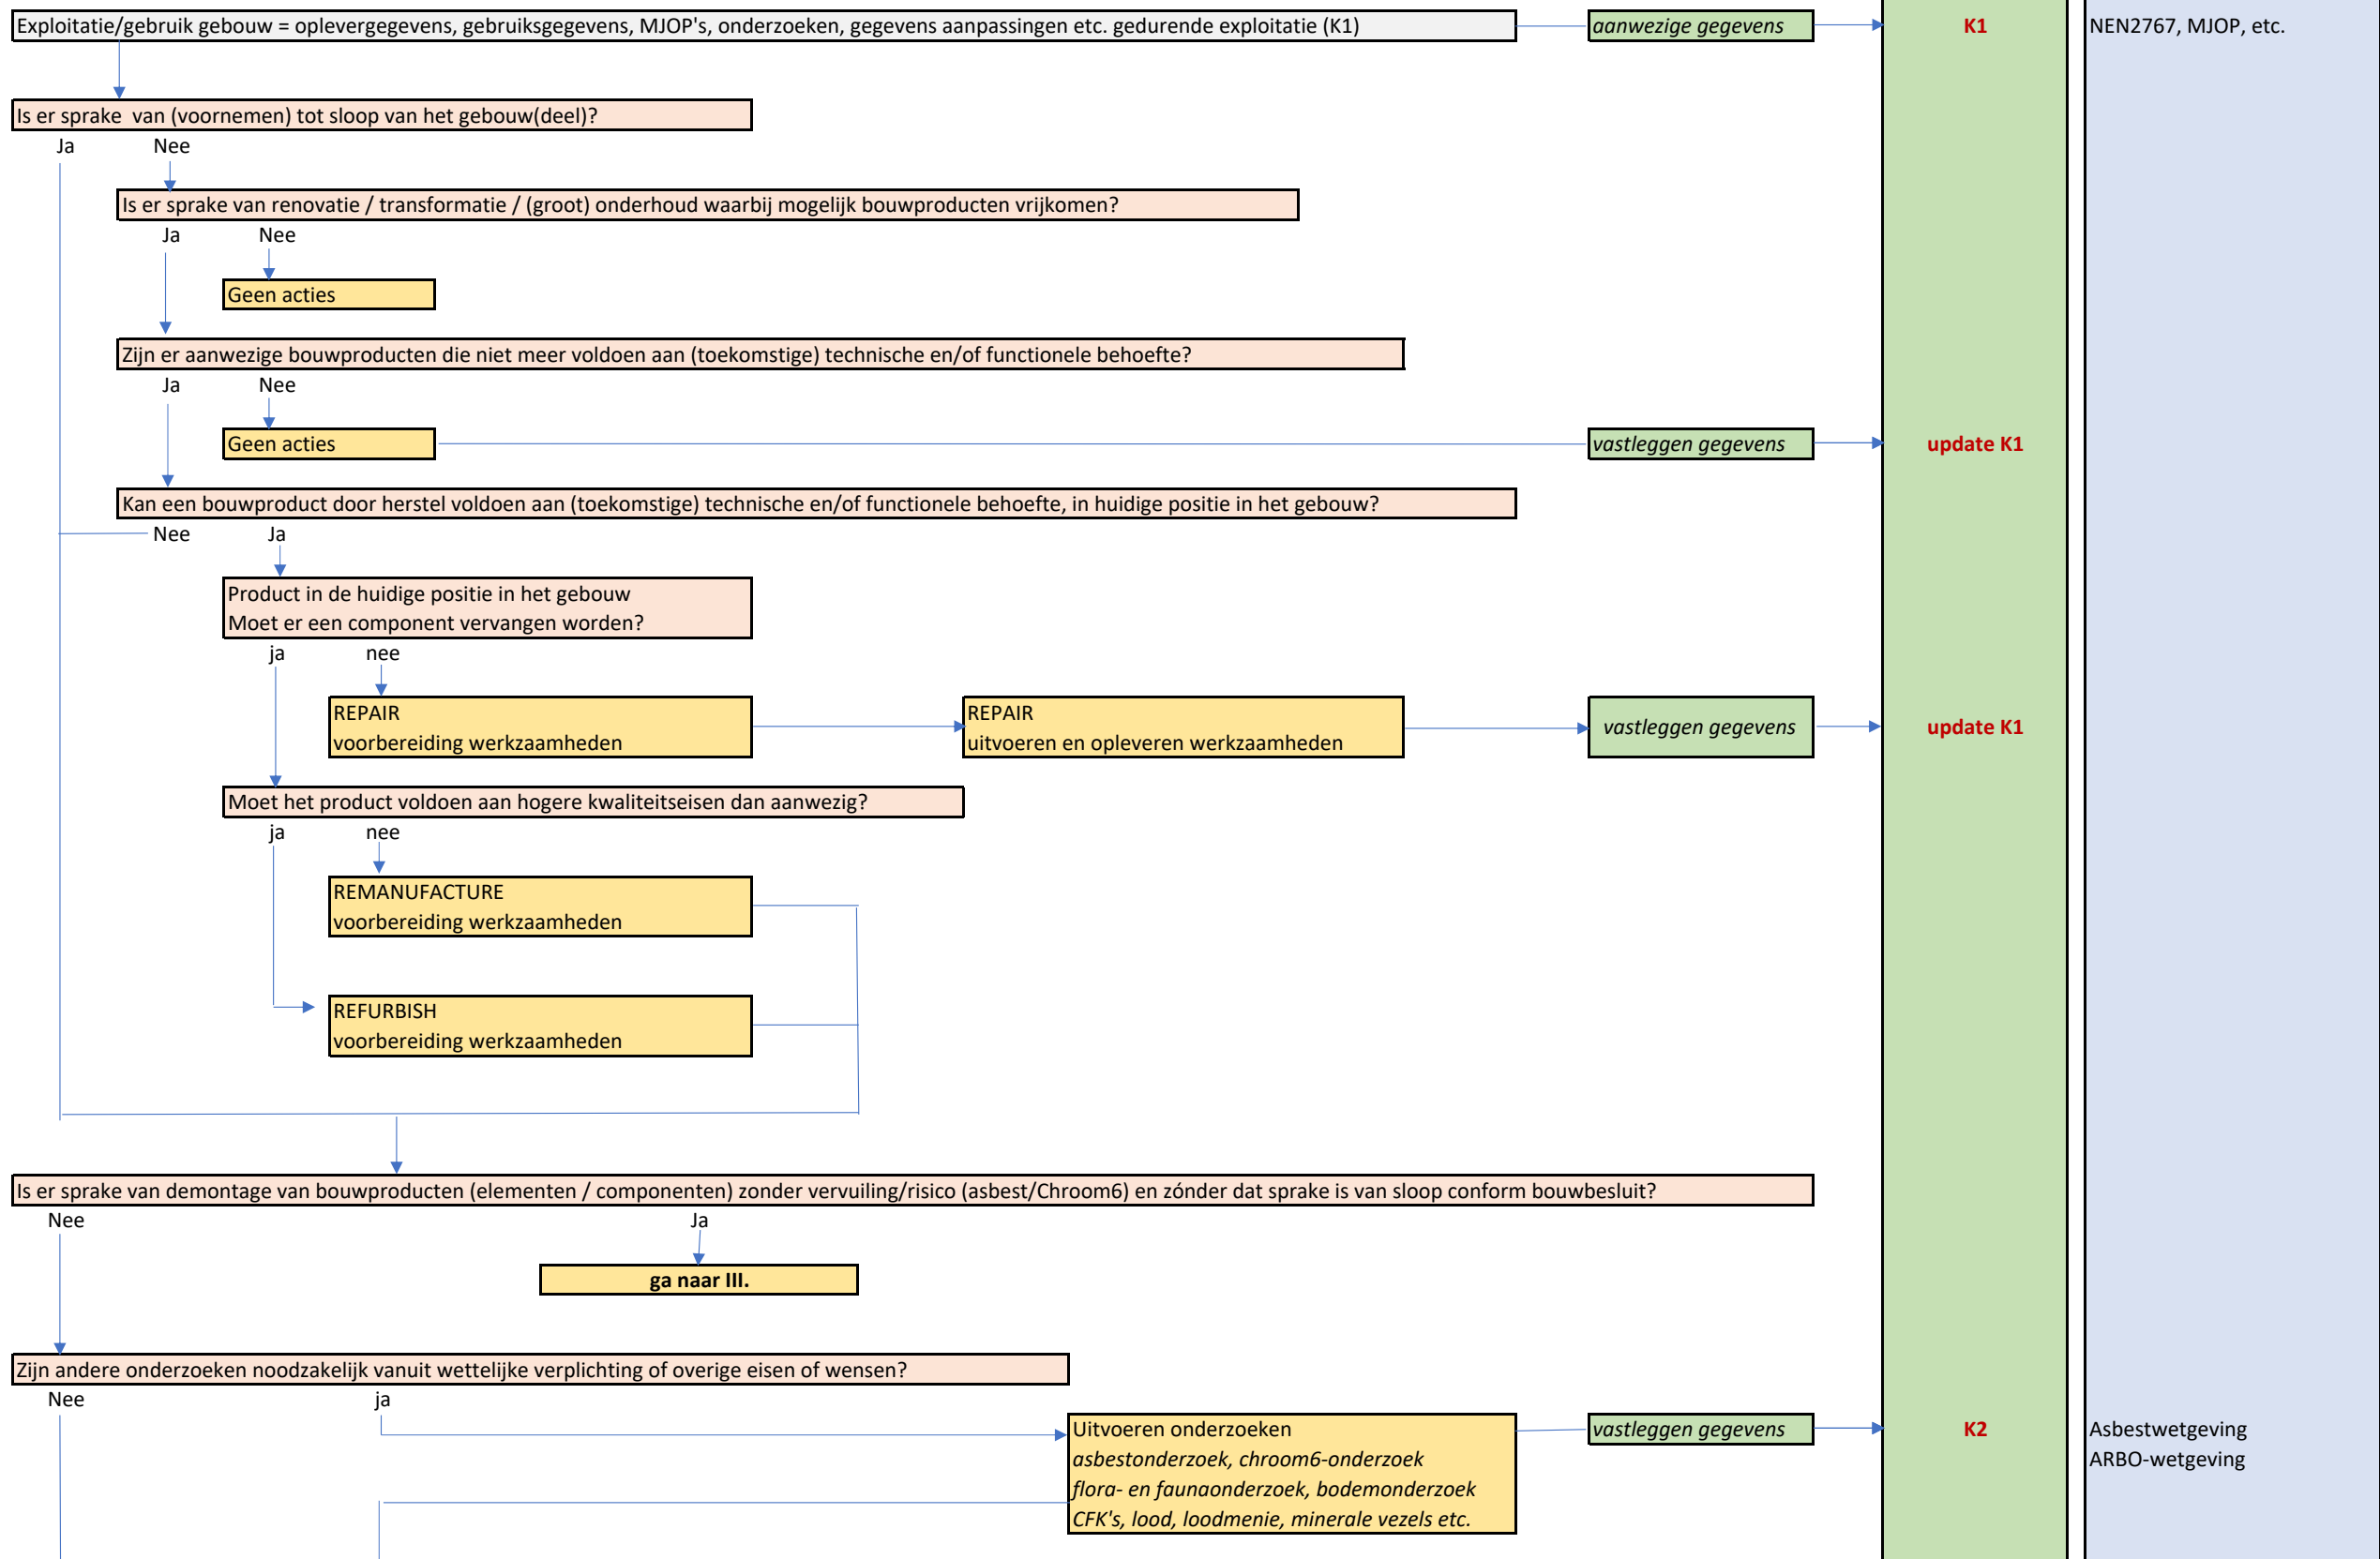 Exploitatie/gebruik gebouw = oplevergegevens, gebruiksgegevens, MJOP's, onderzoeken, gegevens aanpassingen etc. gedurende exploitatie (K1)
aanwezige gegevens
K1
NEN2767, MJOP, etc.
Is er sprake  van (voornemen) tot sloop van het gebouw(deel)?
Ja
Nee
Is er sprake van renovatie / transformatie / (groot) onderhoud waarbij mogelijk bouwproducten vrijkomen?
Ja
Nee
Geen acties
Zijn er aanwezige bouwproducten die niet meer voldoen aan (toekomstige) technische en/of functionele behoefte?
Ja
Nee
Geen acties
vastleggen gegevens
update K1
Kan een bouwproduct door herstel voldoen aan (toekomstige) technische en/of functionele behoefte, in huidige positie in het gebouw?
Nee
Ja
Product in de huidige positie in het gebouw
Moet er een component vervangen worden?
ja
nee
REPAIR
voorbereiding werkzaamheden
REPAIR
uitvoeren en opleveren werkzaamheden
vastleggen gegevens
update K1
Moet het product voldoen aan hogere kwaliteitseisen dan aanwezig?
ja
nee
REMANUFACTURE
voorbereiding werkzaamheden
REFURBISH
voorbereiding werkzaamheden
Is er sprake van demontage van bouwproducten (elementen / componenten) zonder vervuiling/risico (asbest/Chroom6) en zónder dat sprake is van sloop conform bouwbesluit?
Nee
Ja
ga naar III.
Zijn andere onderzoeken noodzakelijk vanuit wettelijke verplichting of overige eisen of wensen?
Nee
ja
Uitvoeren onderzoeken
asbestonderzoek, chroom6-onderzoek
flora- en faunaonderzoek, bodemonderzoek
CFK's, lood, loodmenie, minerale vezels etc.
vastleggen gegevens
K2
Asbestwetgeving
ARBO-wetgeving